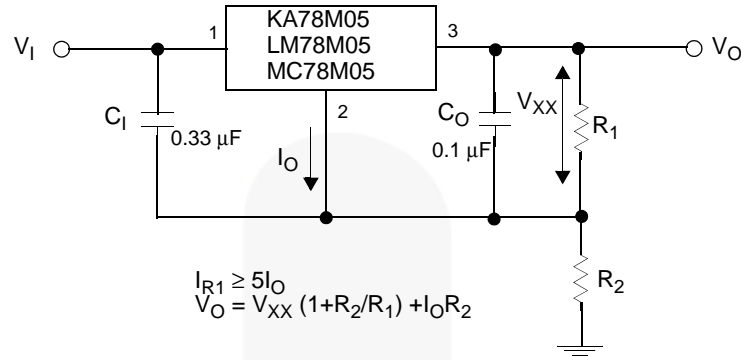 KA78M05
LM78M05
MC78M05
V_I
1
3
V_O
2
C_I
0.33 μF
I_O
C_O
0.1 μF
V_XX
R_1
R_2
I_R1 ≥ 5I_O
V_O = V_XX (1+R_2/R_1) +I_OR_2